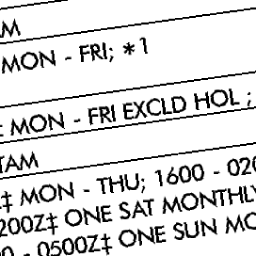 AM
MON - FRI; *1
MON - FRI EXCLD HOL ;
TAM
Z‡ MON - THU; 1600 - 020
200Z‡ ONE SAT MONTHLY
0 - 0500Z‡ ONE SUN MO